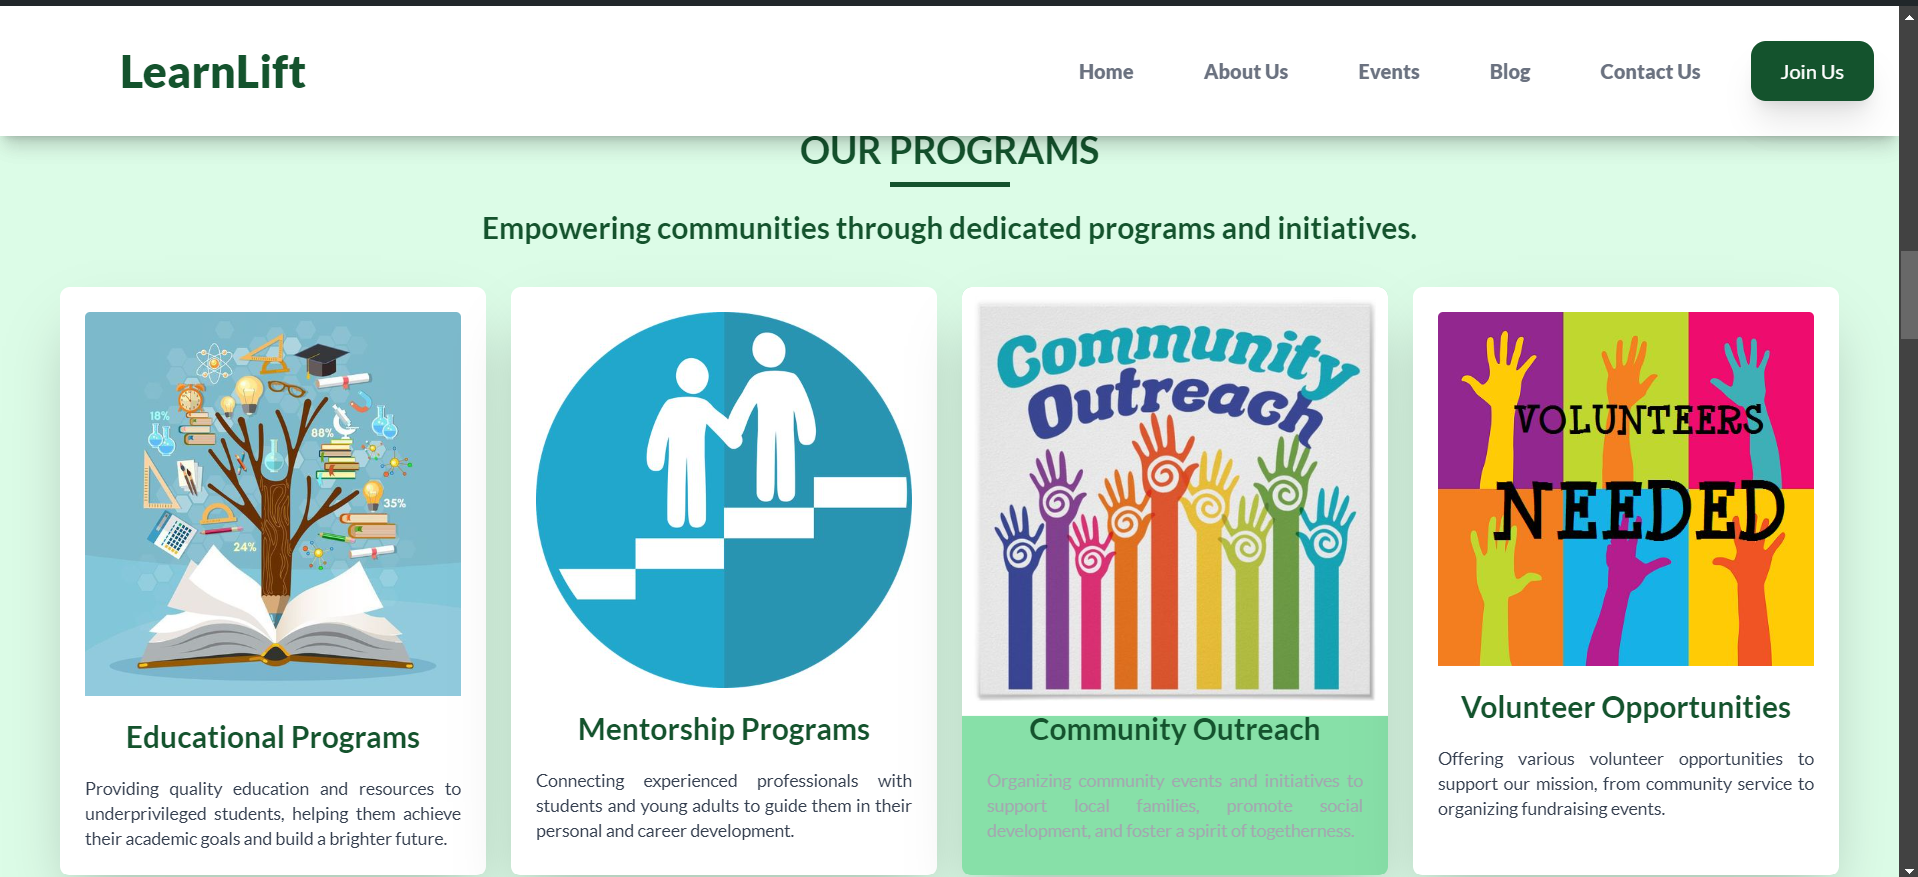 LearnLift
Home About Us Events Blog Contact Us Join Us
OUR PROGRAMS
Empowering communities through dedicated programs and initiatives.
18%
88%
35%
24%
Educational Programs
Providing quality education and resources to
underprivileged students, helping them achieve
their academic goals and build a brighter future.
Mentorship Programs
Connecting experienced professionals with
students and young adults to guide them in their
personal and career development.
Community
Outreach
Community Outreach
Organizing community events and initiatives to
support local families, promote social
development, and foster a spirit of togetherness.
VOLUNTEERS
NEEDED
Volunteer Opportunities
Offering various volunteer opportunities to
support our mission, from community service to
organizing fundraising events.